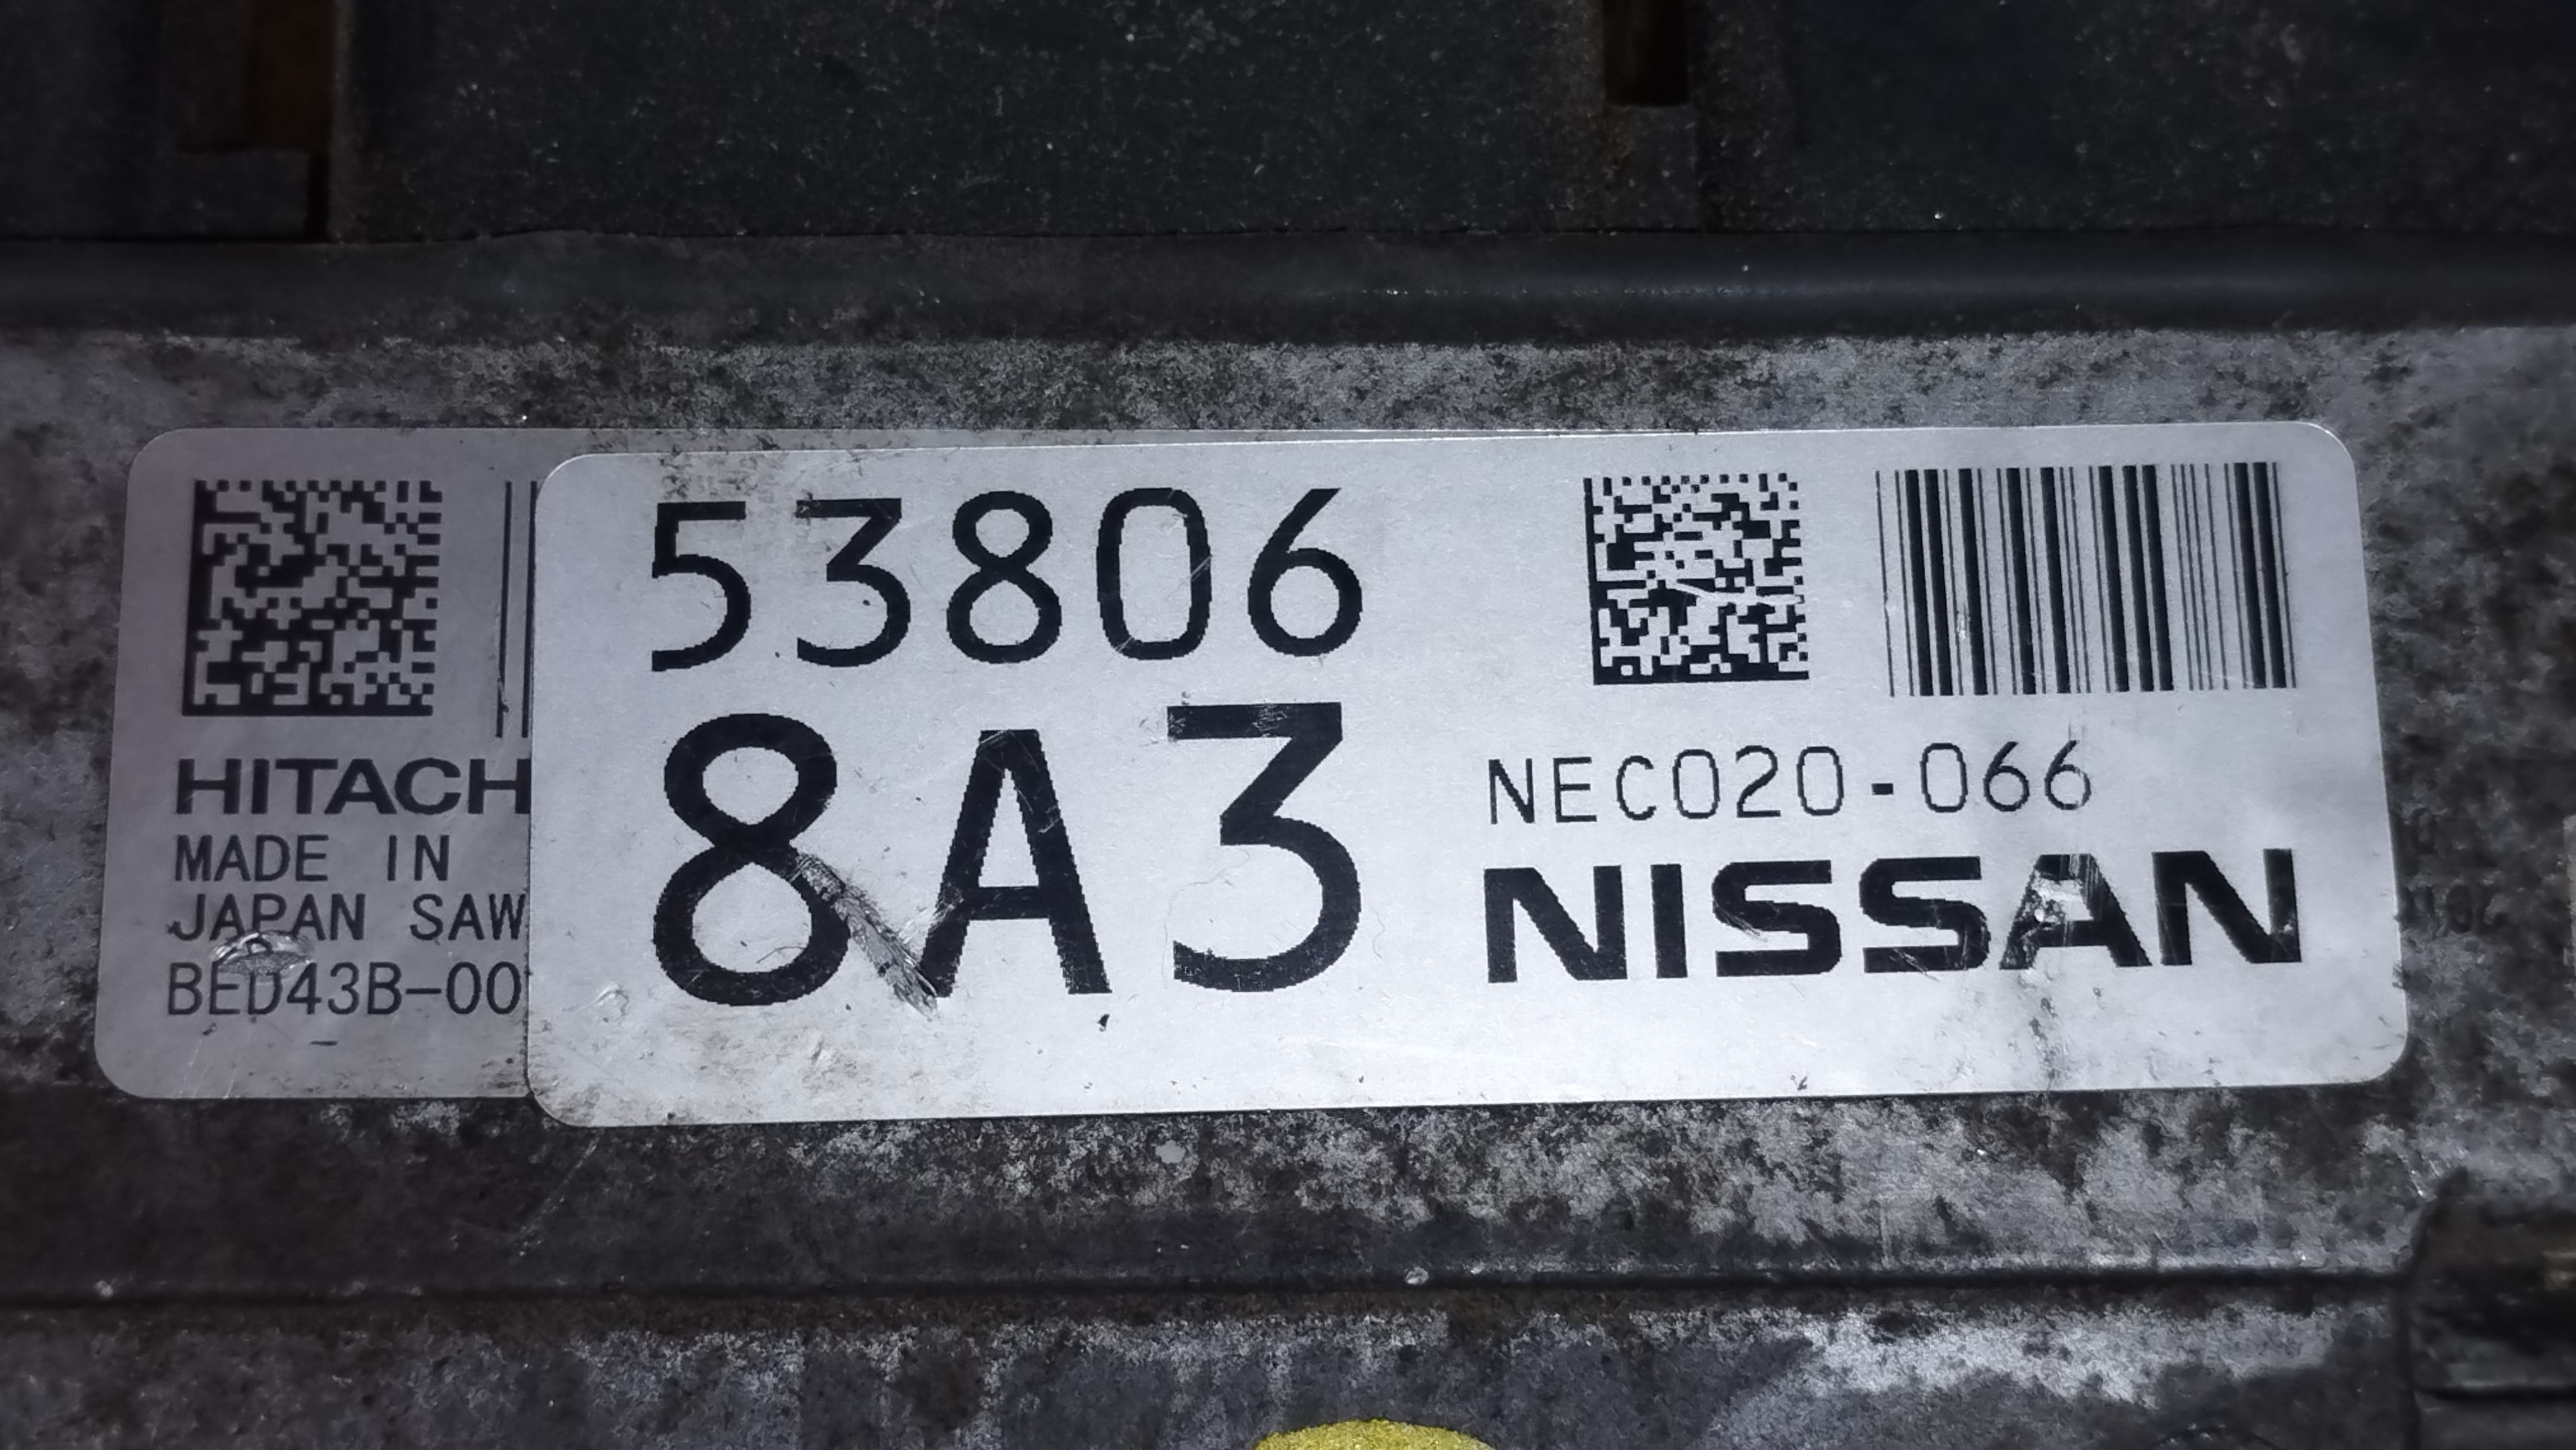 HITACH
MADE IN
JAPAN SAW
BED43B-00
53806
8A3
NEC020-066
NISSAN